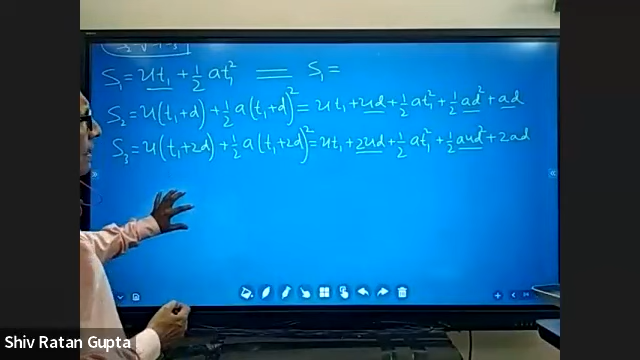 S₁ = ut₁ + 1/2 at₁² = S₁ =
S₂ = u(t₁+d) + 1/2 a(t₁+d)² = ut₁ + ud + 1/2 at₁² + 1/2 ad² + ad
S₃ = u(t₁+2d) + 1/2 a(t₁+2d)² = ut₁ + 2ud + 1/2 at₁² + 1/2 aud² + 2ad
Shiv Ratan Gupta